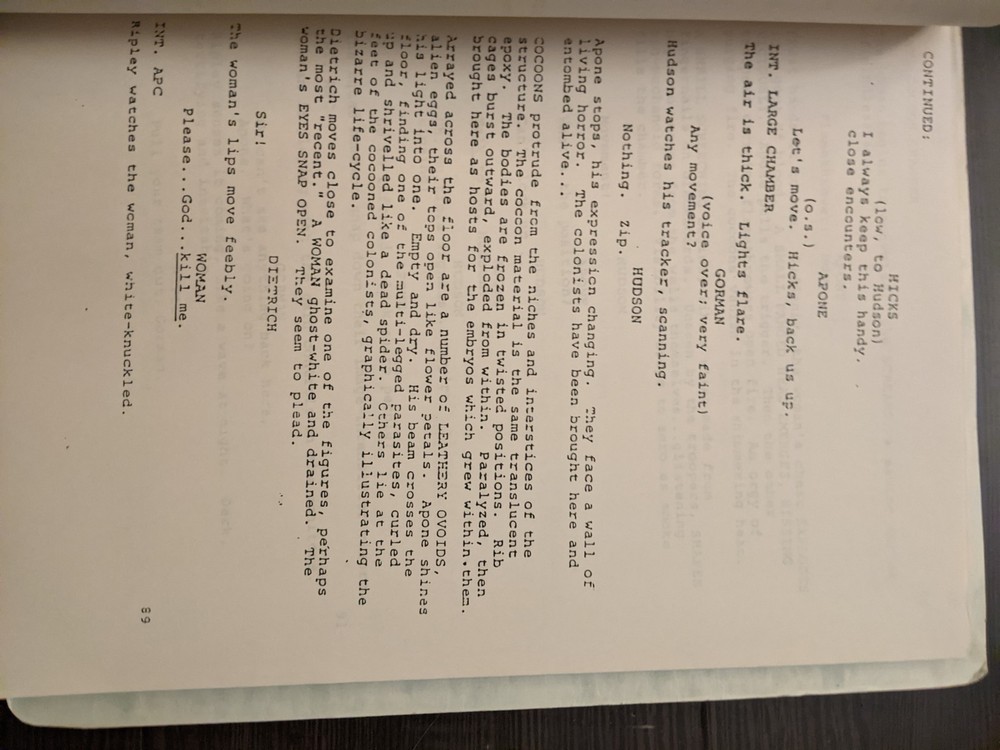 CONTINUED:
HICKS
(low, to Hudson)
I always keep this handy.
Close encounters.
APONE
(o.s.)
Let's move. Hicks, back us up.
INT. LARGE CHAMBER
The air is thick. Lights flare.
GORMAN
(voice over; very faint)
Any movement?
Hudson watches his tracker, scanning.
HUDSON
Nothing. Zip.
Apone stops, his expression changing. They face a wall of
living horror. The colonists have been brought here and
entombed alive...
COCOONS protrude from the niches and interstices of the
structure. The cocoon material is the same translucent
epoxy. The bodies are frozen in twisted positions. Rib
cages burst outward, exploded from within. Paralyzed, then
brought here as hosts for the embryos which grew within them.
Arrayed across the floor are a number of LEATHERY OVOIDS,
alien eggs, their tops open like flower petals. Apone shines
his light into one. Empty and dry. His beam crosses the
floor, finding one of the multi-legged parasites, curled
up and shrivelled like a dead spider. Others lie at the
feet of the cocooned colonists, graphically illustrating the
bizarre life-cycle.
Dietrich moves close to examine one of the figures, perhaps
the most "recent." A WOMAN ghost-white and drained. The
woman's EYES SNAP OPEN. They seem to plead.
DIETRICH
Sir!
The woman's lips move feebly.
WOMAN
Please...God...kill me.
INT. APC
89
Ripley watches the woman, white-knuckled.